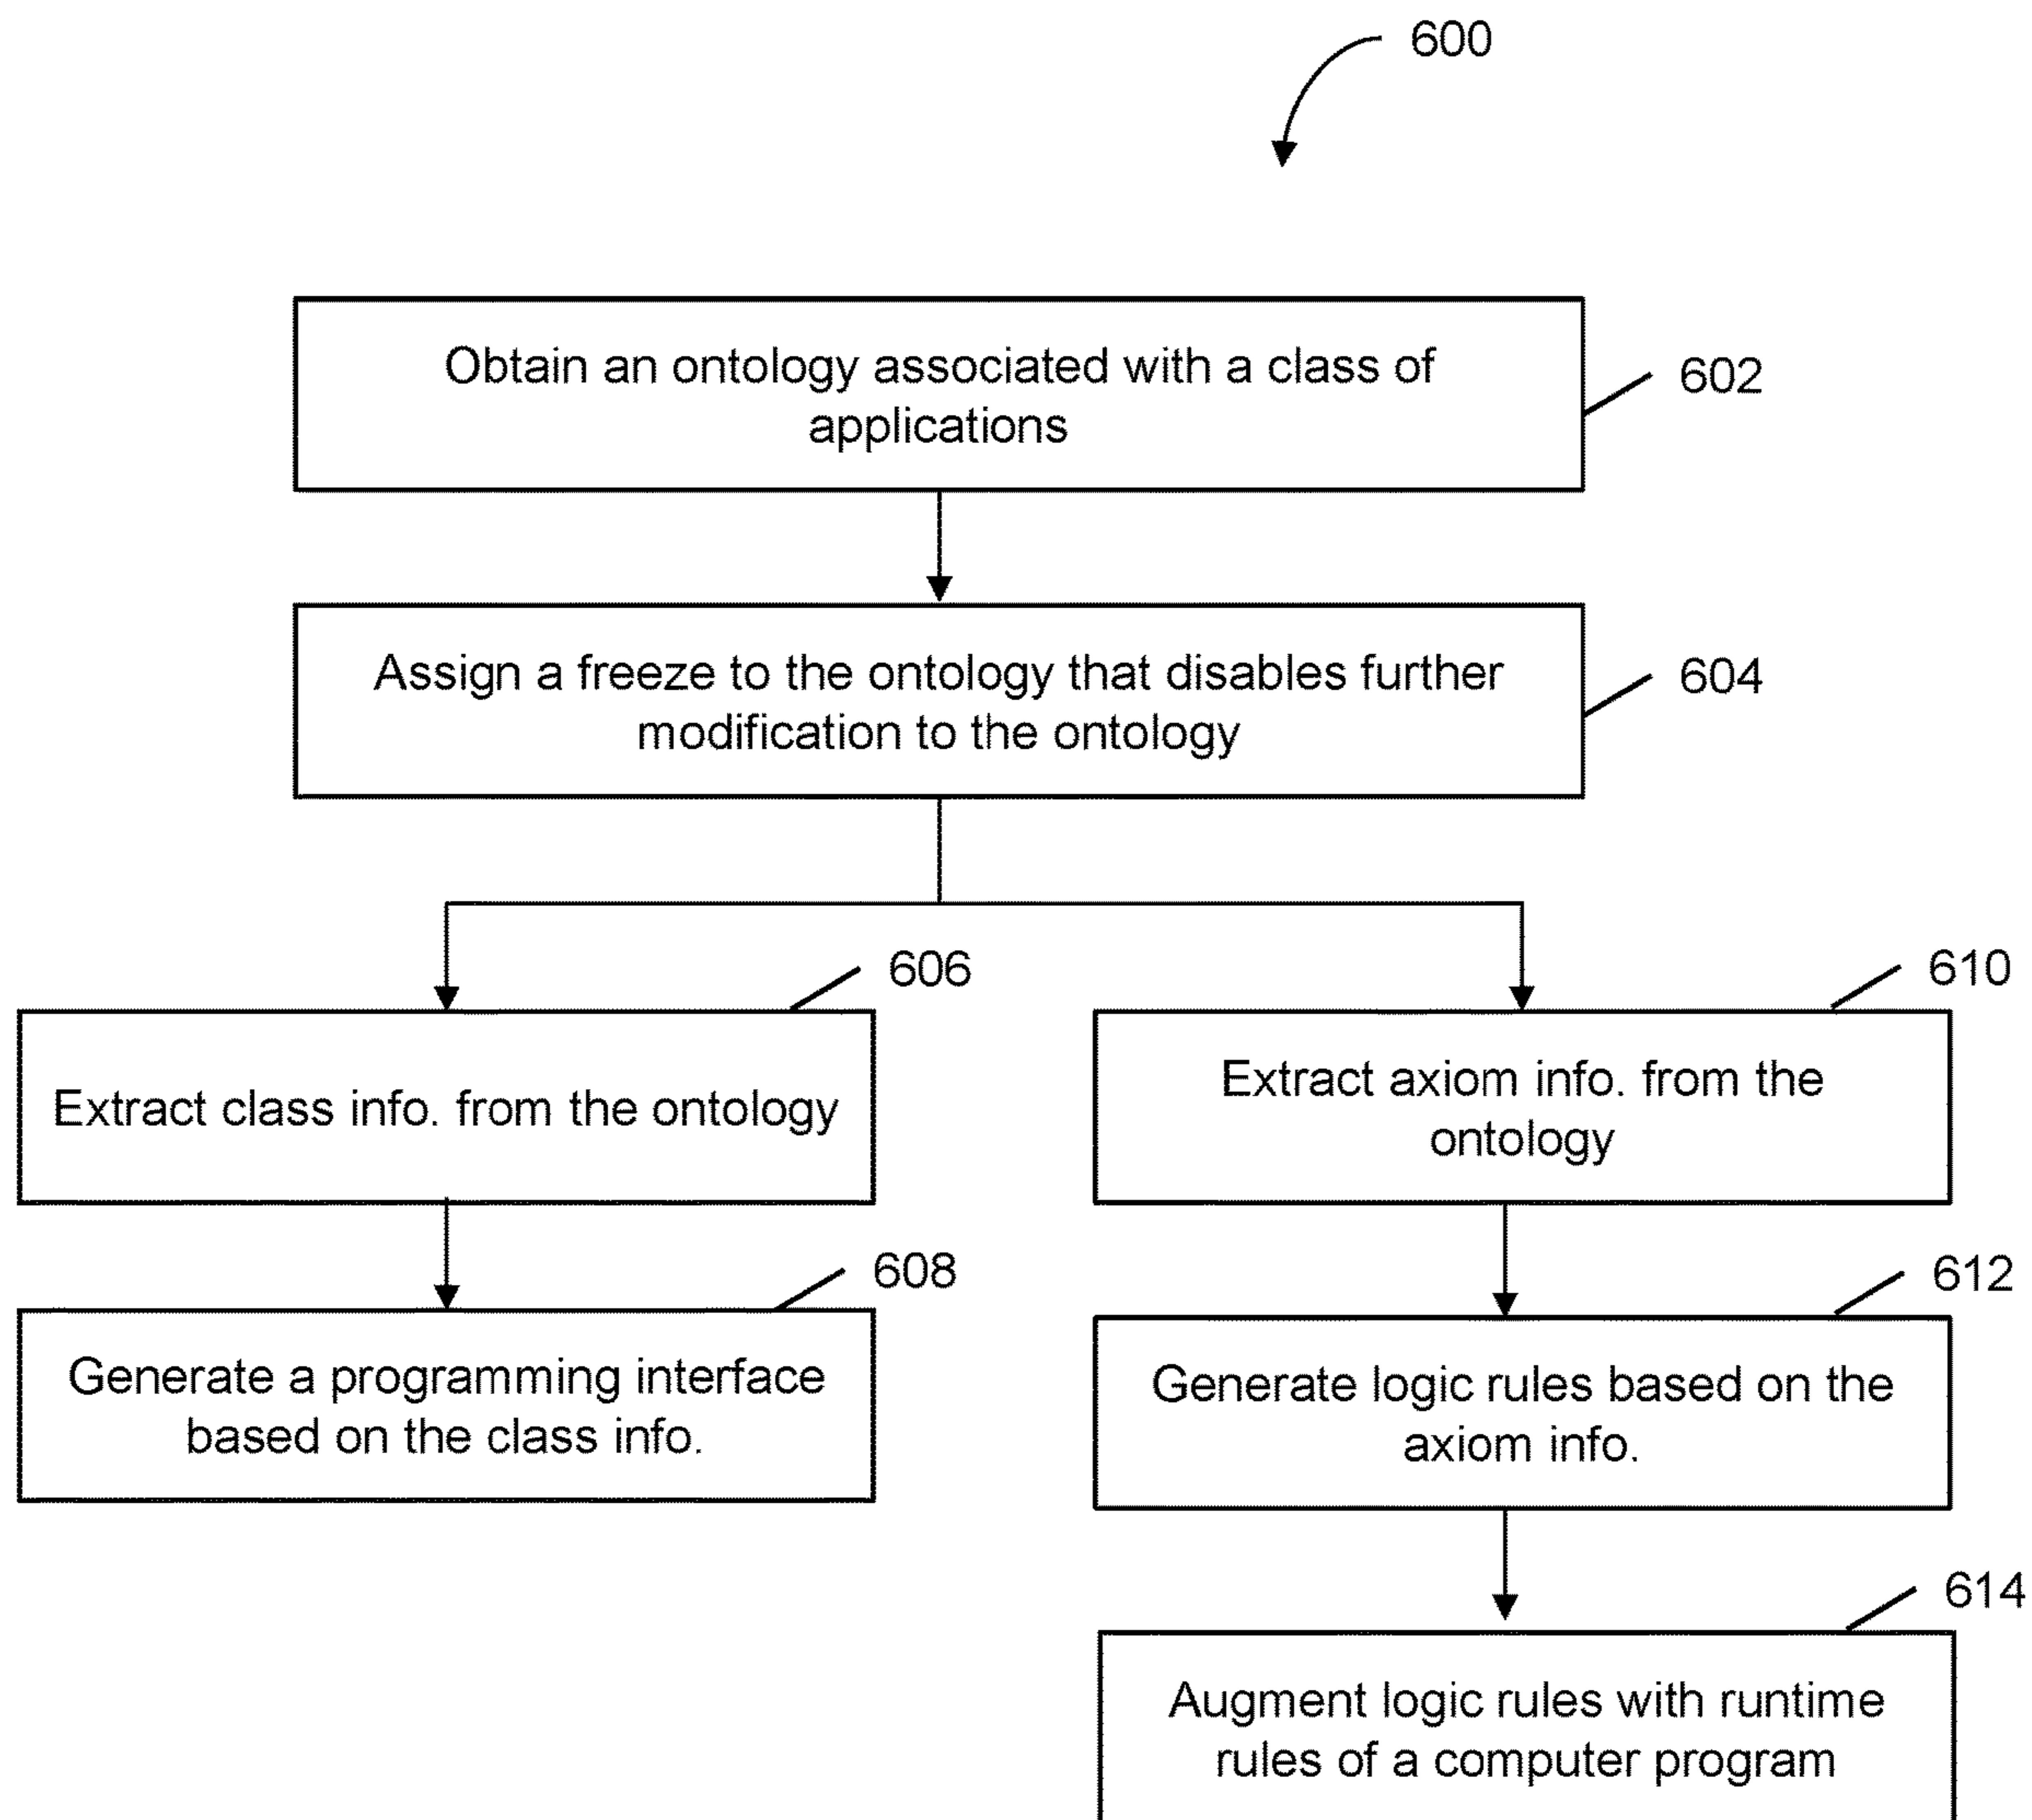 600
Obtain an ontology associated with a class of
applications
602
Assign a freeze to the ontology that disables further
modification to the ontology
604
606
Extract class info. from the ontology
608
Generate a programming interface
based on the class info.
610
Extract axiom info. from the
ontology
612
Generate logic rules based on the
axiom info.
614
Augment logic rules with runtime
rules of a computer program